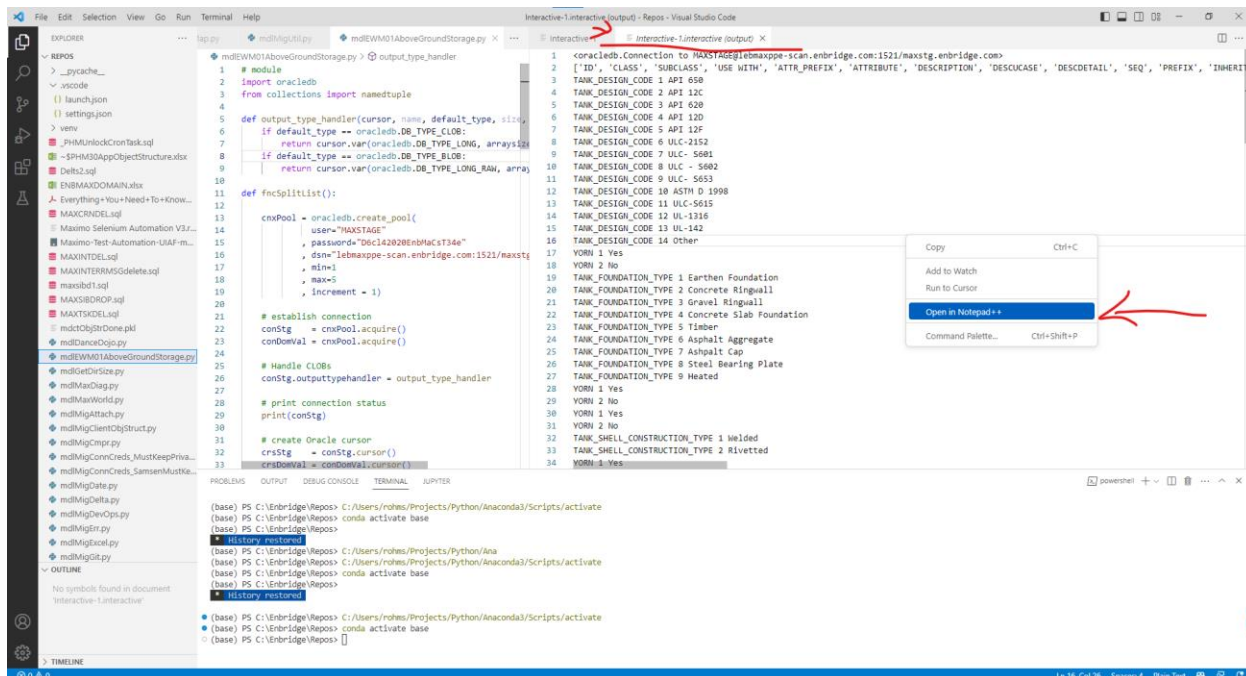 File Edit Selection View Go Run Terminal Help
Interactive-1.interactive (output) - Repos - Visual Studio Code
EXPLORER
REPOS
__pycache__
.vscode
launch.json
settings.json
venv
_PHMUnlockCronTask.sql
~$PHM30AppObjectStructure.xlsx
Delts2.sql
ENBMAXDOMAIN.xlsx
Everything+You+Need+To+Know...
MAXCRNDEL.sql
Maximo Selenium Automation V3.r...
Maximo-Test-Automation-UIAF-m...
MAXINTDEL.sql
MAXINTERRMSGdelete.sql
maxsibd1.sql
MAXSIBDROP.sql
MAXTSKDEL.sql
mdctObjStrDone.pkl
mdlDanceDojo.py
mdlEWM01AboveGroundStorage.py
mdlGetDirSize.py
mdlMaxDiag.py
mdlMaxWorld.py
mdlMigAttach.py
mdlMigClientObjStruct.py
mdlMigCmpr.py
mdlMigConnCreds_MustKeepPriva...
mdlMigConnCreds_SamsenMustKe...
mdlMigDate.py
mdlMigDelta.py
mdlMigDevOps.py
mdlMigErr.py
mdlMigExcel.py
mdlMigGit.py
OUTLINE
No symbols found in document
'Interactive-1.interactive'
TIMELINE
lap.py mdlMigUtil.py mdlEWM01AboveGroundStorage.py
mdlEWM01AboveGroundStorage.py > output_type_handler
1 # module
2 import oracledb
3 from collections import namedtuple
4
5 def output_type_handler(cursor, name, default_type, size,
6 if default_type == oracledb.DB_TYPE_CLOB:
7 return cursor.var(oracledb.DB_TYPE_LONG, arraysize
8 if default_type == oracledb.DB_TYPE_BLOB:
9 return cursor.var(oracledb.DB_TYPE_LONG_RAW, array
10
11 def fncSplitList():
12
13 cnxPool = oracledb.create_pool(
14 user="MAXSTAGE"
15 , password="D6cl42020EnbMaCsT34e"
16 , dsn="lebmaxppe-scan.enbridge.com:1521/maxstg
17 , min=1
18 , max=5
19 , increment = 1)
20
21 # establish connection
22 conStg = cnxPool.acquire()
23 conDomVal = cnxPool.acquire()
24
25 # Handle CLOBs
26 conStg.outputtypehandler = output_type_handler
27
28 # print connection status
29 print(conStg)
30
31 # create Oracle cursor
32 crsStg = conStg.cursor()
33 crsDomVal = conDomVal.cursor()
Interactive-1 Interactive-1.interactive (output)
1 <oracledb.Connection to MAXSTAGE@lebmaxppe-scan.enbridge.com:1521/maxstg.enbridge.com>
2 ['ID', 'CLASS', 'SUBCLASS', 'USE WITH', 'ATTR_PREFIX', 'ATTRIBUTE', 'DESCRIPTION', 'DESCUCASE', 'DESCDETAIL', 'SEQ', 'PREFIX', 'INHERIT
3 TANK_DESIGN_CODE 1 API 650
4 TANK_DESIGN_CODE 2 API 12C
5 TANK_DESIGN_CODE 3 API 620
6 TANK_DESIGN_CODE 4 API 12D
7 TANK_DESIGN_CODE 5 API 12F
8 TANK_DESIGN_CODE 6 ULC-2152
9 TANK_DESIGN_CODE 7 ULC- S601
10 TANK_DESIGN_CODE 8 ULC - S602
11 TANK_DESIGN_CODE 9 ULC- S653
12 TANK_DESIGN_CODE 10 ASTM D 1998
13 TANK_DESIGN_CODE 11 ULC-S615
14 TANK_DESIGN_CODE 12 UL-1316
15 TANK_DESIGN_CODE 13 UL-142
16 TANK_DESIGN_CODE 14 Other
17 YORN 1 Yes
18 YORN 2 No
19 TANK_FOUNDATION_TYPE 1 Earthen Foundation
20 TANK_FOUNDATION_TYPE 2 Concrete Ringwall
21 TANK_FOUNDATION_TYPE 3 Gravel Ringwall
22 TANK_FOUNDATION_TYPE 4 Concrete Slab Foundation
23 TANK_FOUNDATION_TYPE 5 Timber
24 TANK_FOUNDATION_TYPE 6 Asphalt Aggregate
25 TANK_FOUNDATION_TYPE 7 Ashpalt Cap
26 TANK_FOUNDATION_TYPE 8 Steel Bearing Plate
27 TANK_FOUNDATION_TYPE 9 Heated
28 YORN 1 Yes
29 YORN 2 No
30 YORN 1 Yes
31 YORN 2 No
32 TANK_SHELL_CONSTRUCTION_TYPE 1 Welded
33 TANK_SHELL_CONSTRUCTION_TYPE 2 Rivetted
34 YORN 1 Yes
Copy Ctrl+C
Add to Watch
Run to Cursor
Open in Notepad++
Command Palette... Ctrl+Shift+P
PROBLEMS OUTPUT DEBUG CONSOLE TERMINAL JUPYTER
powershell
(base) PS C:\Enbridge\Repos> C:/Users/rohms/Projects/Python/Anaconda3/Scripts/activate
(base) PS C:\Enbridge\Repos> conda activate base
(base) PS C:\Enbridge\Repos>
* History restored
(base) PS C:\Enbridge\Repos> C:/Users/rohms/Projects/Python/Ana
(base) PS C:\Enbridge\Repos> C:/Users/rohms/Projects/Python/Anaconda3/Scripts/activate
(base) PS C:\Enbridge\Repos> conda activate base
(base) PS C:\Enbridge\Repos>
* History restored
(base) PS C:\Enbridge\Repos> C:/Users/rohms/Projects/Python/Anaconda3/Scripts/activate
(base) PS C:\Enbridge\Repos> conda activate base
(base) PS C:\Enbridge\Repos>